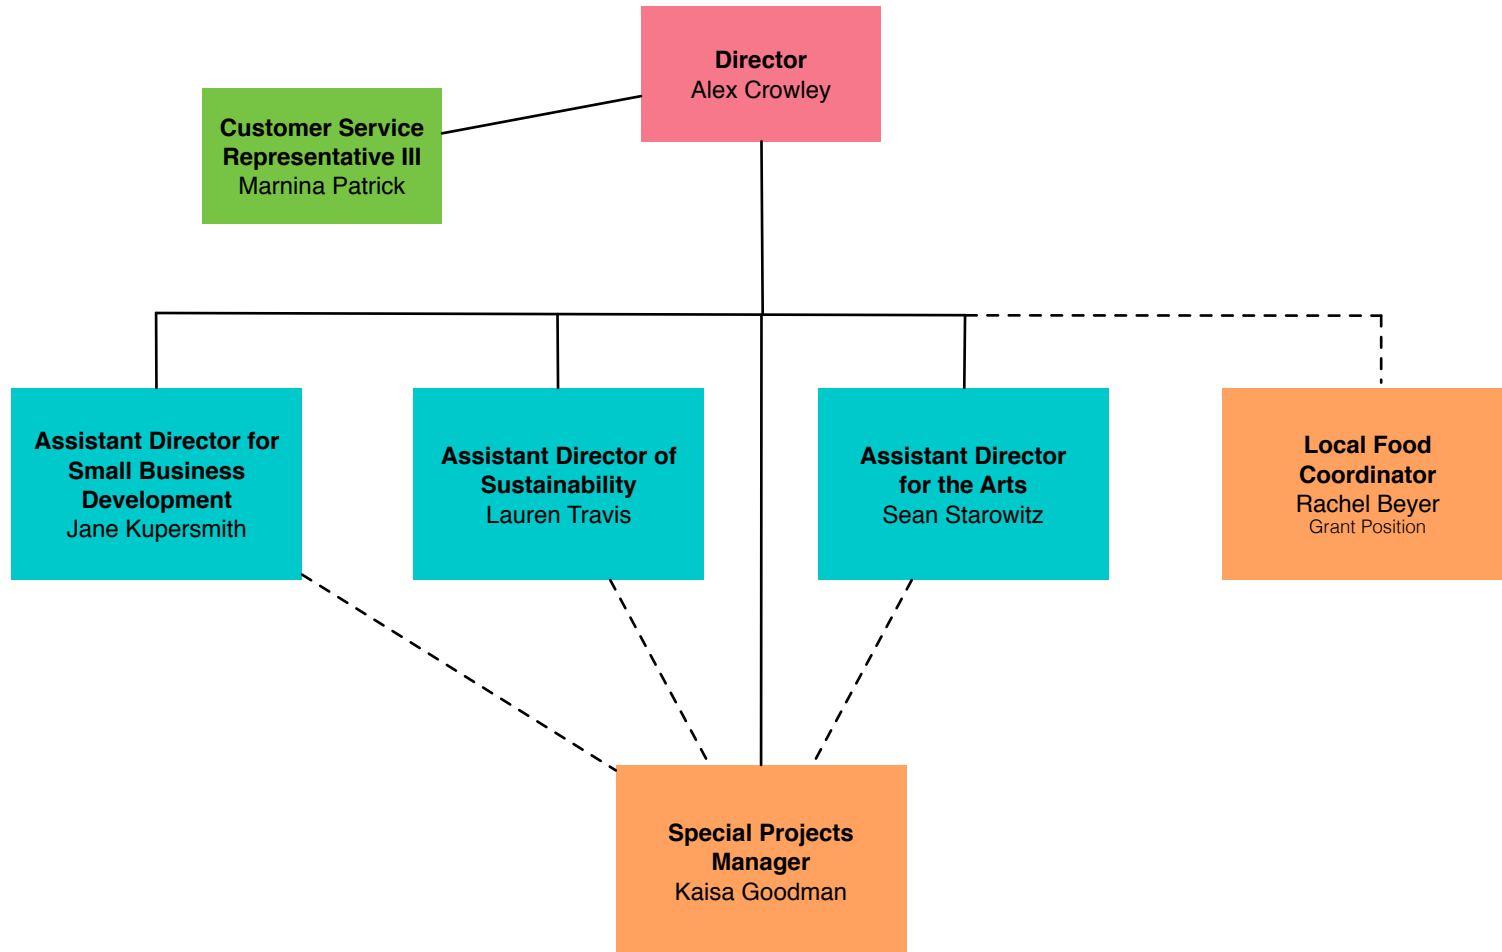 Director
Alex Crowley
Customer Service
Representative III
Marnina Patrick
Assistant Director for
Small Business
Development
Jane Kupersmith
Assistant Director of
Sustainability
Lauren Travis
Assistant Director
for the Arts
Sean Starowitz
Local Food
Coordinator
Rachel Beyer
Grant Position
Special Projects
Manager
Kaisa Goodman